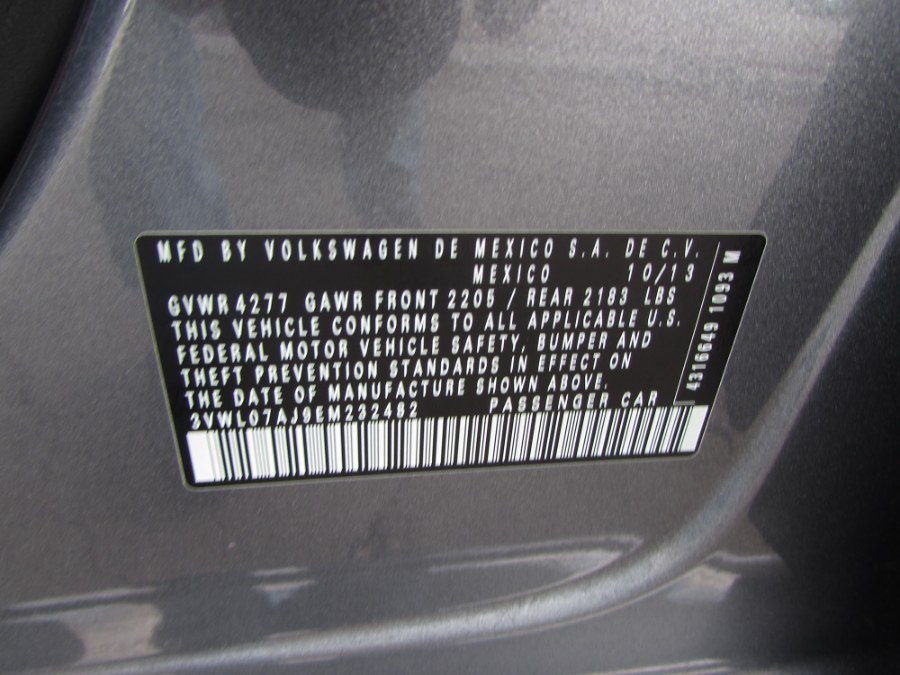 MFD BY VOLKSWAGEN DE MEXICO S.A. DE C.V.
MEXICO 10/13
GVWR 4277 GAWR FRONT 2205 / REAR 2183 LBS
THIS VEHICLE CONFORMS TO ALL APPLICABLE U.S.
FEDERAL MOTOR VEHICLE SAFETY, BUMPER AND
THEFT PREVENTION STANDARDS IN EFFECT ON
THE DATE OF MANUFACTURE SHOWN ABOVE.
3VWL07AJ9EM232482 PASSENGER CAR
4316649 1093 M